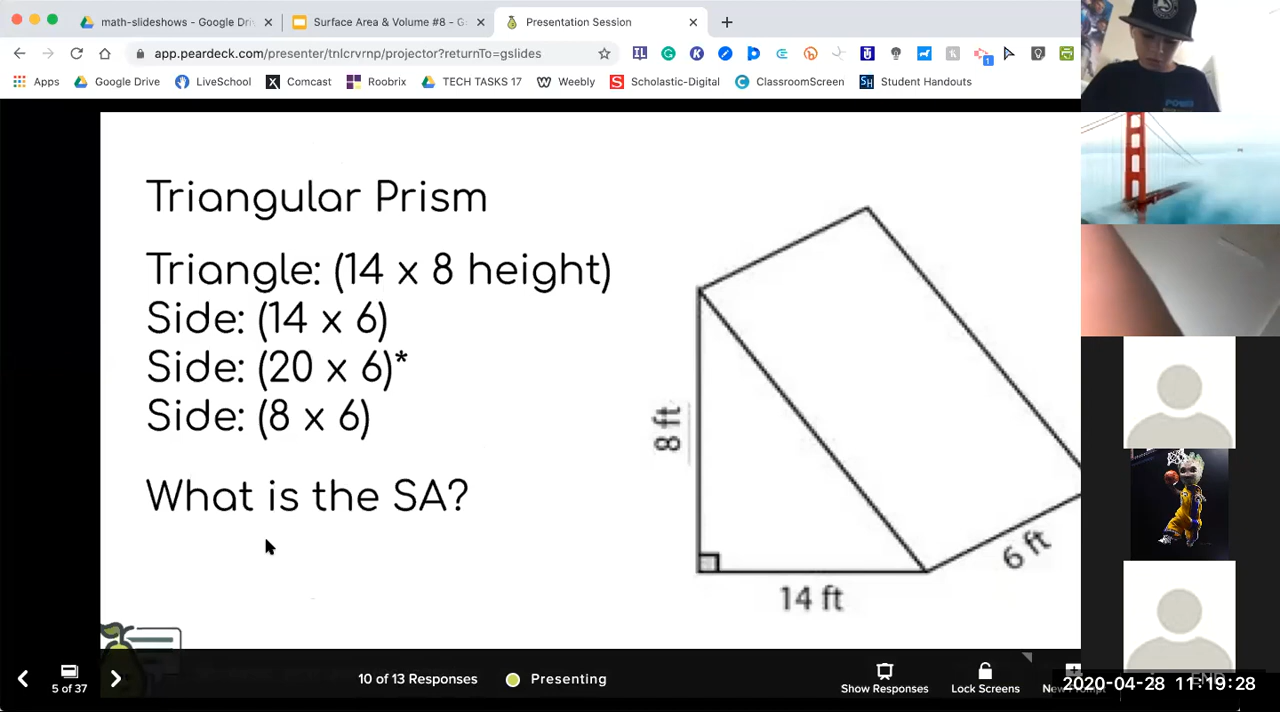 math-slideshows - Google Dri
Surface Area & Volume #8 - G
Presentation Session
app.peardeck.com/presenter/tnlcrvrnp/projector?returnTo=gslides
Apps
Google Drive
LiveSchool
Comcast
Roobrix
TECH TASKS 17
Weebly
Scholastic-Digital
ClassroomScreen
Student Handouts
Triangular Prism
Triangle: (14 x 8 height)
Side: (14 x 6)
Side: (20 x 6)*
Side: (8 x 6)
What is the SA?
8 ft
14 ft
6 ft
5 of 37
10 of 13 Responses
Presenting
Show Responses
Lock Screens
2020-04-28 11:19:28